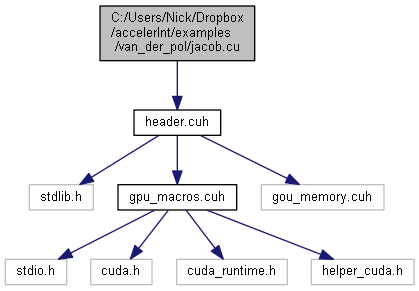 C:/Users/Nick/Dropbox
/accelerInt/examples
/van_der_pol/jacob.cu
header.cuh
stdlib.h
gpu_macros.cuh
gou_memory.cuh
stdio.h
cuda.h
cuda_runtime.h
helper_cuda.h